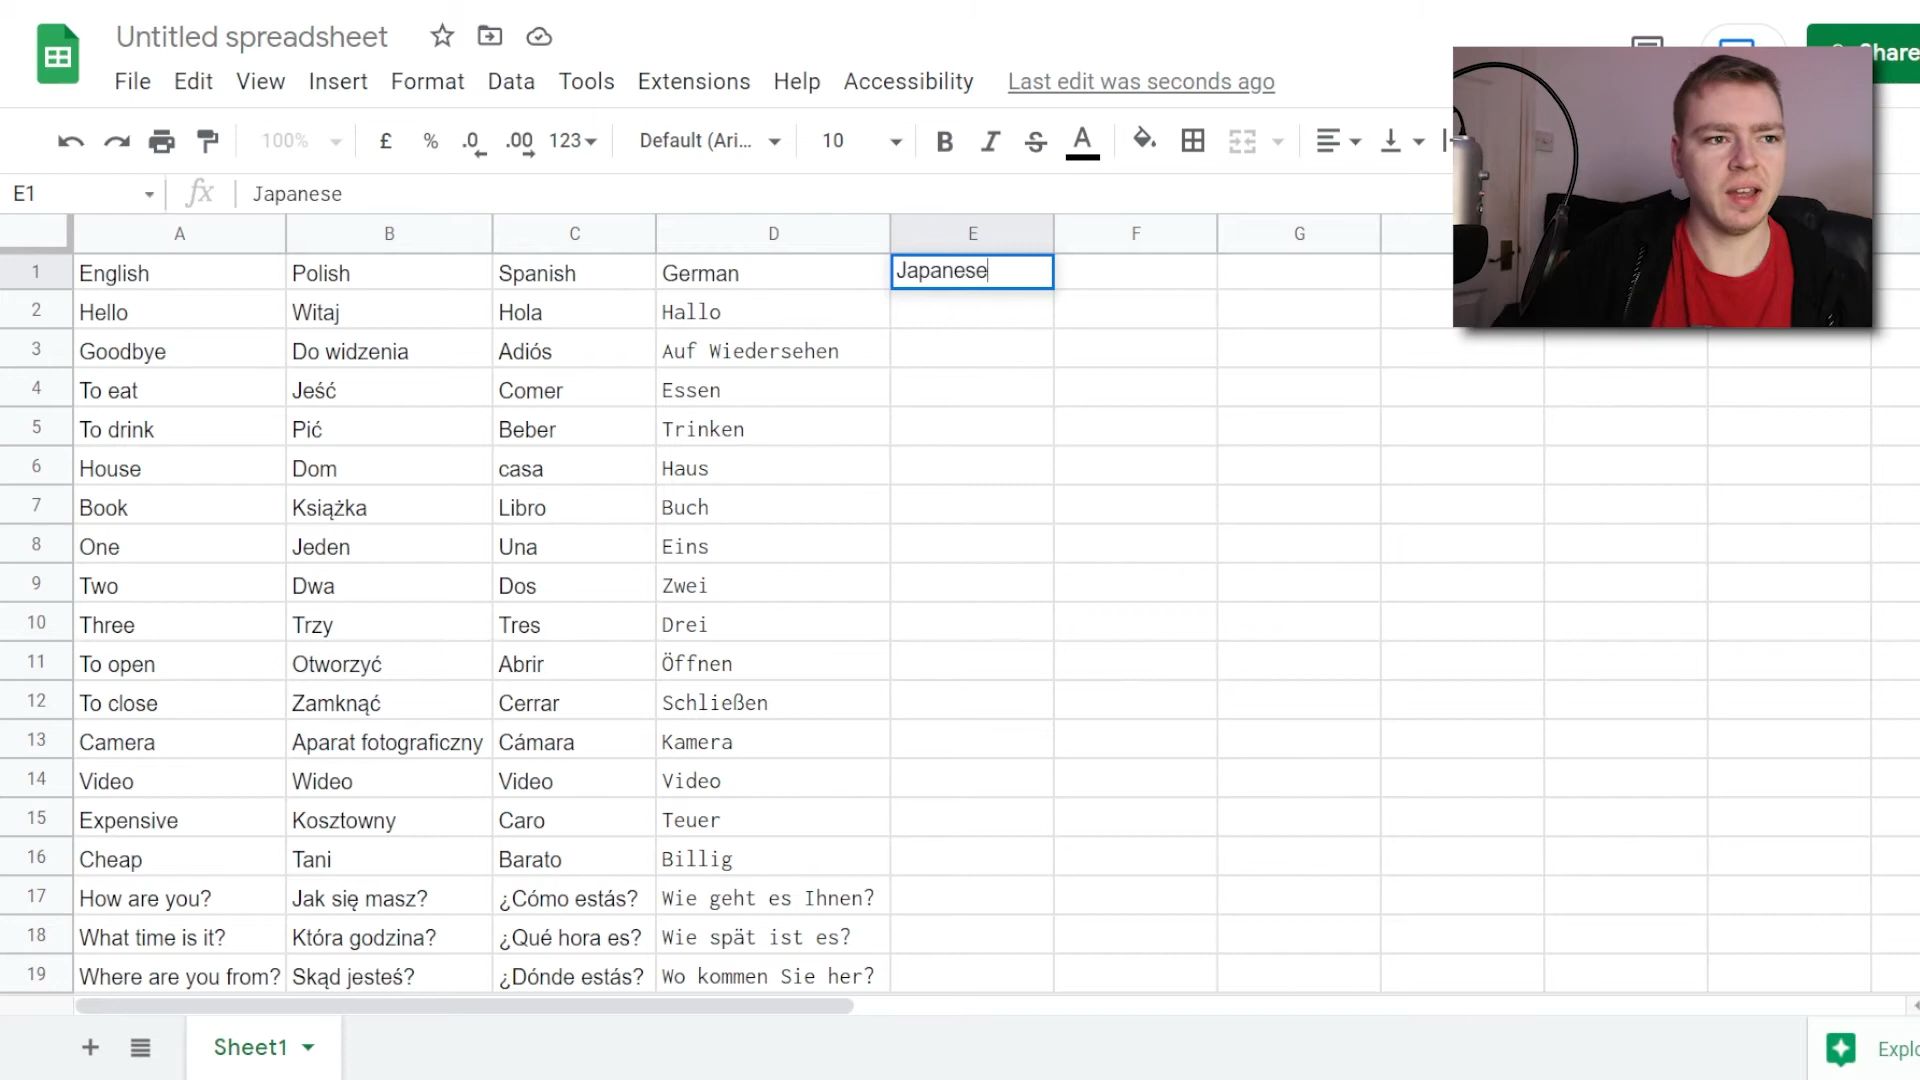 Untitled spreadsheet
File Edit View Insert Format Data Tools Extensions Help Accessibility Last edit was seconds ago
Share
100% £ % .0 .00 123 Default (Ari... 10 B I S A
E1 fx Japanese
A B C D E F G
1 English Polish Spanish German Japanese
2 Hello Witaj Hola Hallo
3 Goodbye Do widzenia Adiós Auf Wiedersehen
4 To eat Jeść Comer Essen
5 To drink Pić Beber Trinken
6 House Dom casa Haus
7 Book Książka Libro Buch
8 One Jeden Una Eins
9 Two Dwa Dos Zwei
10 Three Trzy Tres Drei
11 To open Otworzyć Abrir Öffnen
12 To close Zamknąć Cerrar Schließen
13 Camera Aparat fotograficzny Cámara Kamera
14 Video Wideo Video Video
15 Expensive Kosztowny Caro Teuer
16 Cheap Tani Barato Billig
17 How are you? Jak się masz? ¿Cómo estás? Wie geht es Ihnen?
18 What time is it? Która godzina? ¿Qué hora es? Wie spät ist es?
19 Where are you from? Skąd jesteś? ¿Dónde estás? Wo kommen Sie her?
Sheet1
Explo